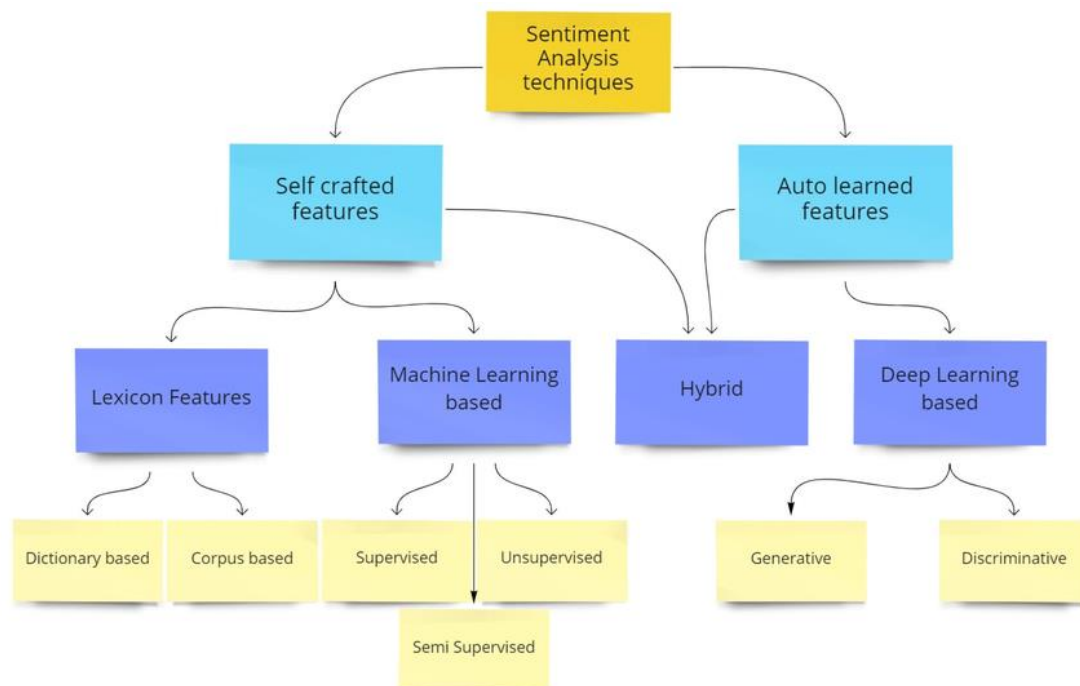 Sentiment
Analysis
techniques
Self crafted
features
Auto learned
features
Lexicon Features
Machine Learning
based
Hybrid
Deep Learning
based
Dictionary based
Corpus based
Supervised
Unsupervised
Generative
Discriminative
Semi Supervised